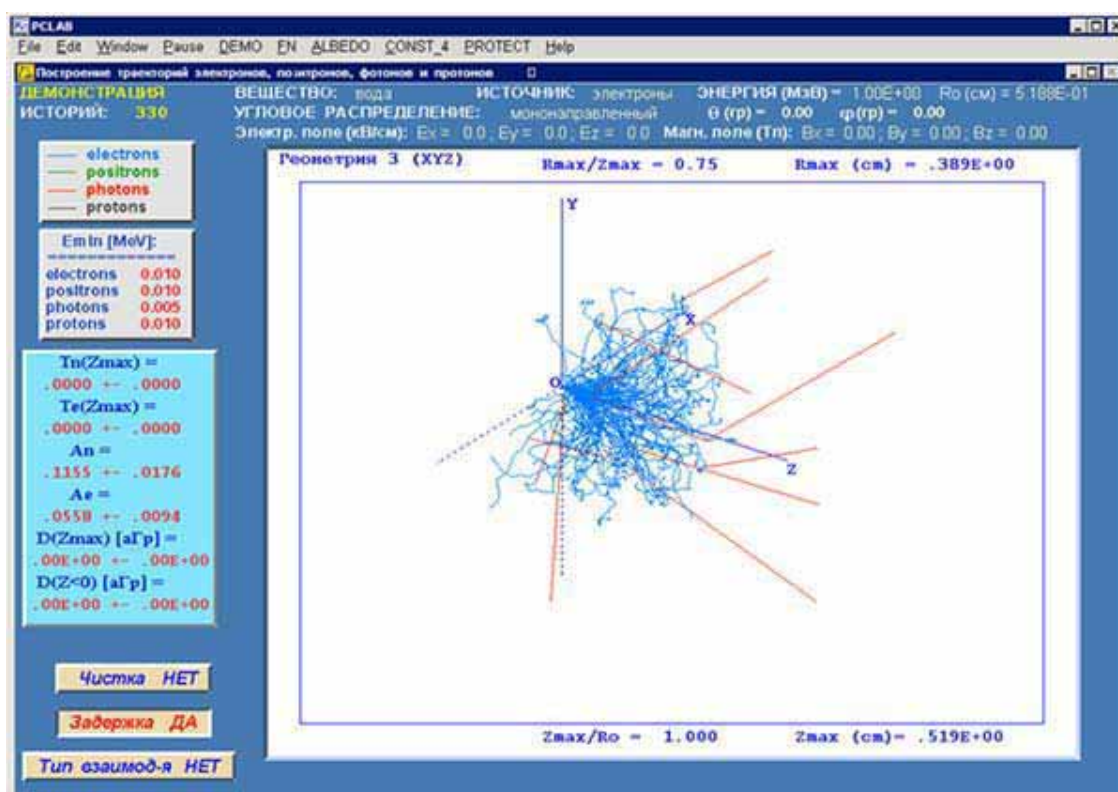 PCLAB
File Edit Window Pause DEMO EN ALBEDO CONST_4 PROTECT Help
Построение траекторий электронов, позитронов, фотонов и протонов
ДЕМОНСТРАЦИЯ ВЕЩЕСТВО: вода ИСТОЧНИК: электроны ЭНЕРГИЯ (МэВ) = 1.00E+00 Ro (см) = 5.188E-01
ИСТОРИЙ: 330 УГЛОВОЕ РАСПРЕДЕЛЕНИЕ: мононаправленный θ (гр) = 0.00 φ(гр) = 0.00
Электр. поле (кВ/см): Ex = 0.0 ; Ey = 0.0 ; Ez = 0.0 Магн. поле (Тл): Bx = 0.00 ; By = 0.00 ; Bz = 0.00
electrons
positrons
photons
protons
Emin [MeV]:
=============
electrons 0.010
positrons 0.010
photons 0.005
protons 0.010
Tn(Zmax) =
.0000 +- .0000
Te(Zmax) =
.0000 +- .0000
An =
.1155 +- .0176
Ae =
.0558 +- .0094
D(Zmax) [аГр] =
.00E+00 +- .00E+00
D(Z<0) [аГр] =
.00E+00 +- .00E+00
Чистка НЕТ
Задержка ДА
Тип взаимод-я НЕТ
Геометрия 3 (XYZ) Rmax/Zmax = 0.75 Rmax (cm) = .389E+00
Y
X
O
Z
Zmax/Ro = 1.000 Zmax (cm)= .519E+00